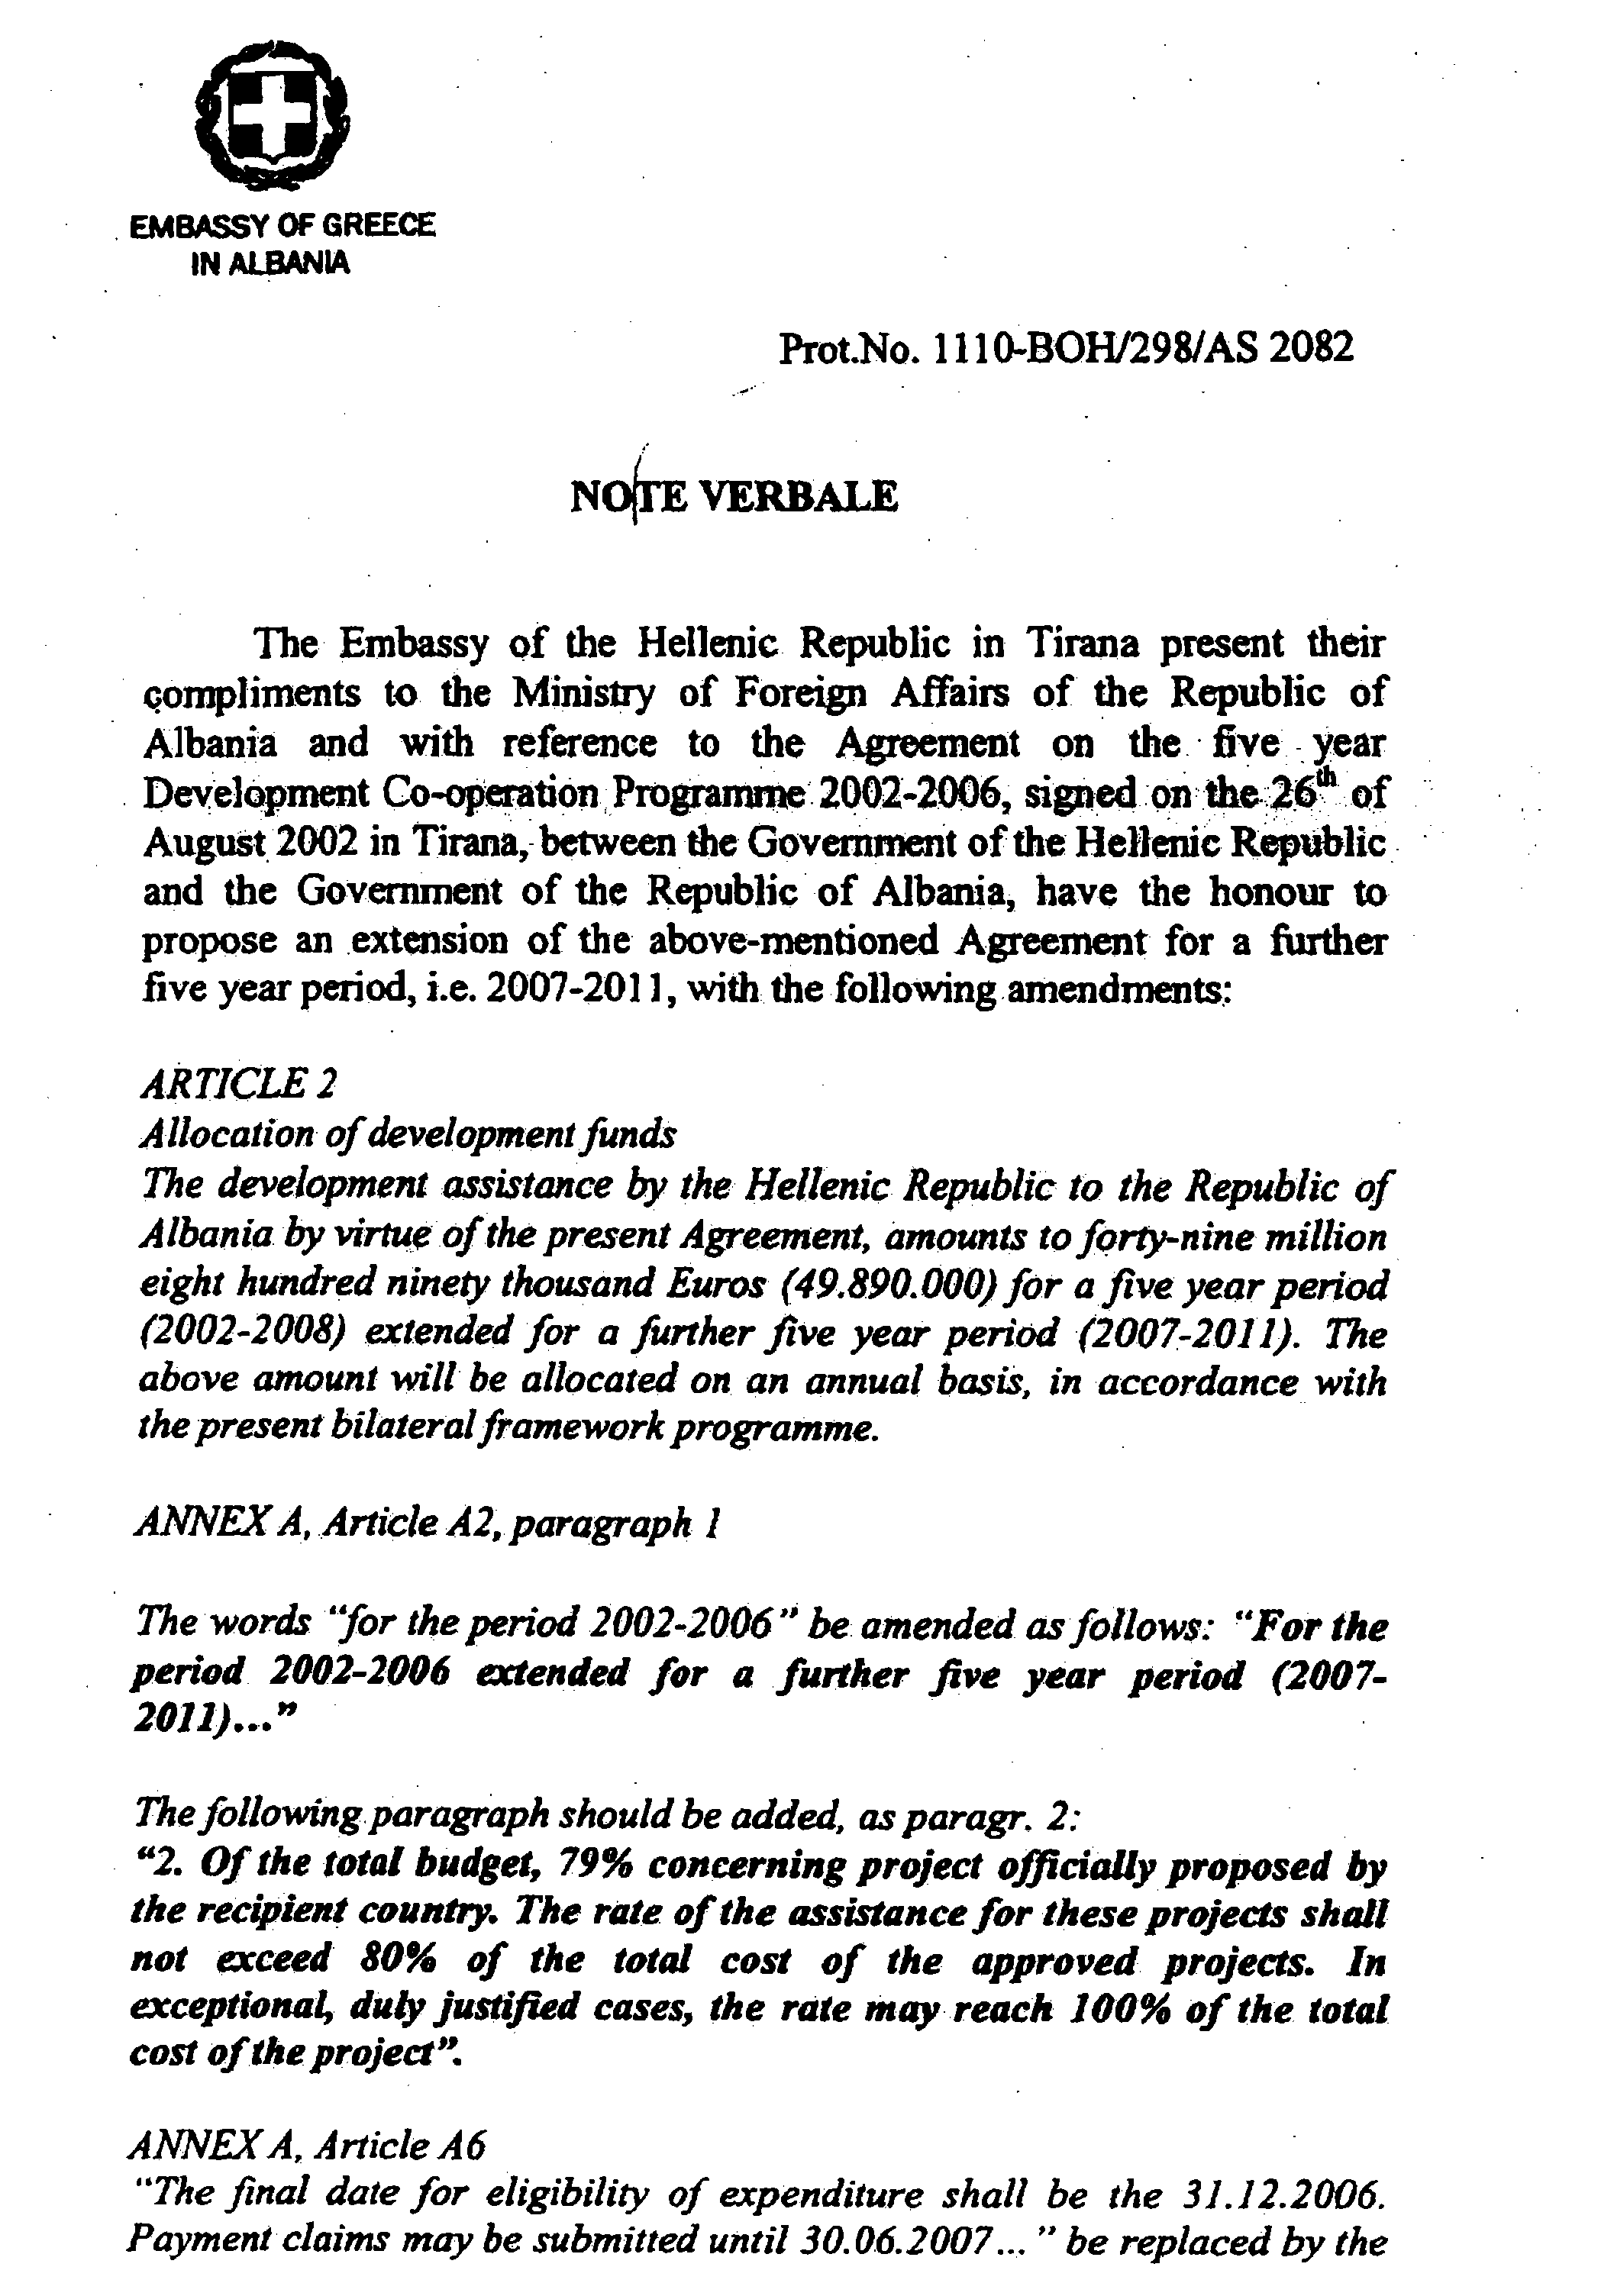 EMBASSY OF GREECE
IN ALBANIA
Prot.No. 1110-BOH/298/AS 2082
NOTE VERBALE
The Embassy of the Hellenic Republic in Tirana present their
compliments to the Ministry of Foreign Affairs of the Republic of
Albania and with reference to the Agreement on the five year
Development Co-operation Programme 2002-2006, signed on the 26th of
August 2002 in Tirana, between the Government of the Hellenic Republic
and the Government of the Republic of Albania, have the honour to
propose an extension of the above-mentioned Agreement for a further
five year period, i.e. 2007-2011, with the following amendments:
ARTICLE 2
Allocation of development funds
The development assistance by the Hellenic Republic to the Republic of
Albania by virtue of the present Agreement, amounts to forty-nine million
eight hundred ninety thousand Euros (49.890.000) for a five year period
(2002-2008) extended for a further five year period (2007-2011). The
above amount will be allocated on an annual basis, in accordance with
the present bilateral framework programme.
ANNEX A, Article A2, paragraph 1
The words "for the period 2002-2006" be amended as follows: "For the
period 2002-2006 extended for a further five year period (2007-
2011)..."
The following paragraph should be added, as paragr. 2:
"2. Of the total budget, 79% concerning project officially proposed by
the recipient country. The rate of the assistance for these projects shall
not exceed 80% of the total cost of the approved projects. In
exceptional, duly justified cases, the rate may reach 100% of the total
cost of the project".
ANNEX A, Article A6
"The final date for eligibility of expenditure shall be the 31.12.2006.
Payment claims may be submitted until 30.06.2007..." be replaced by the